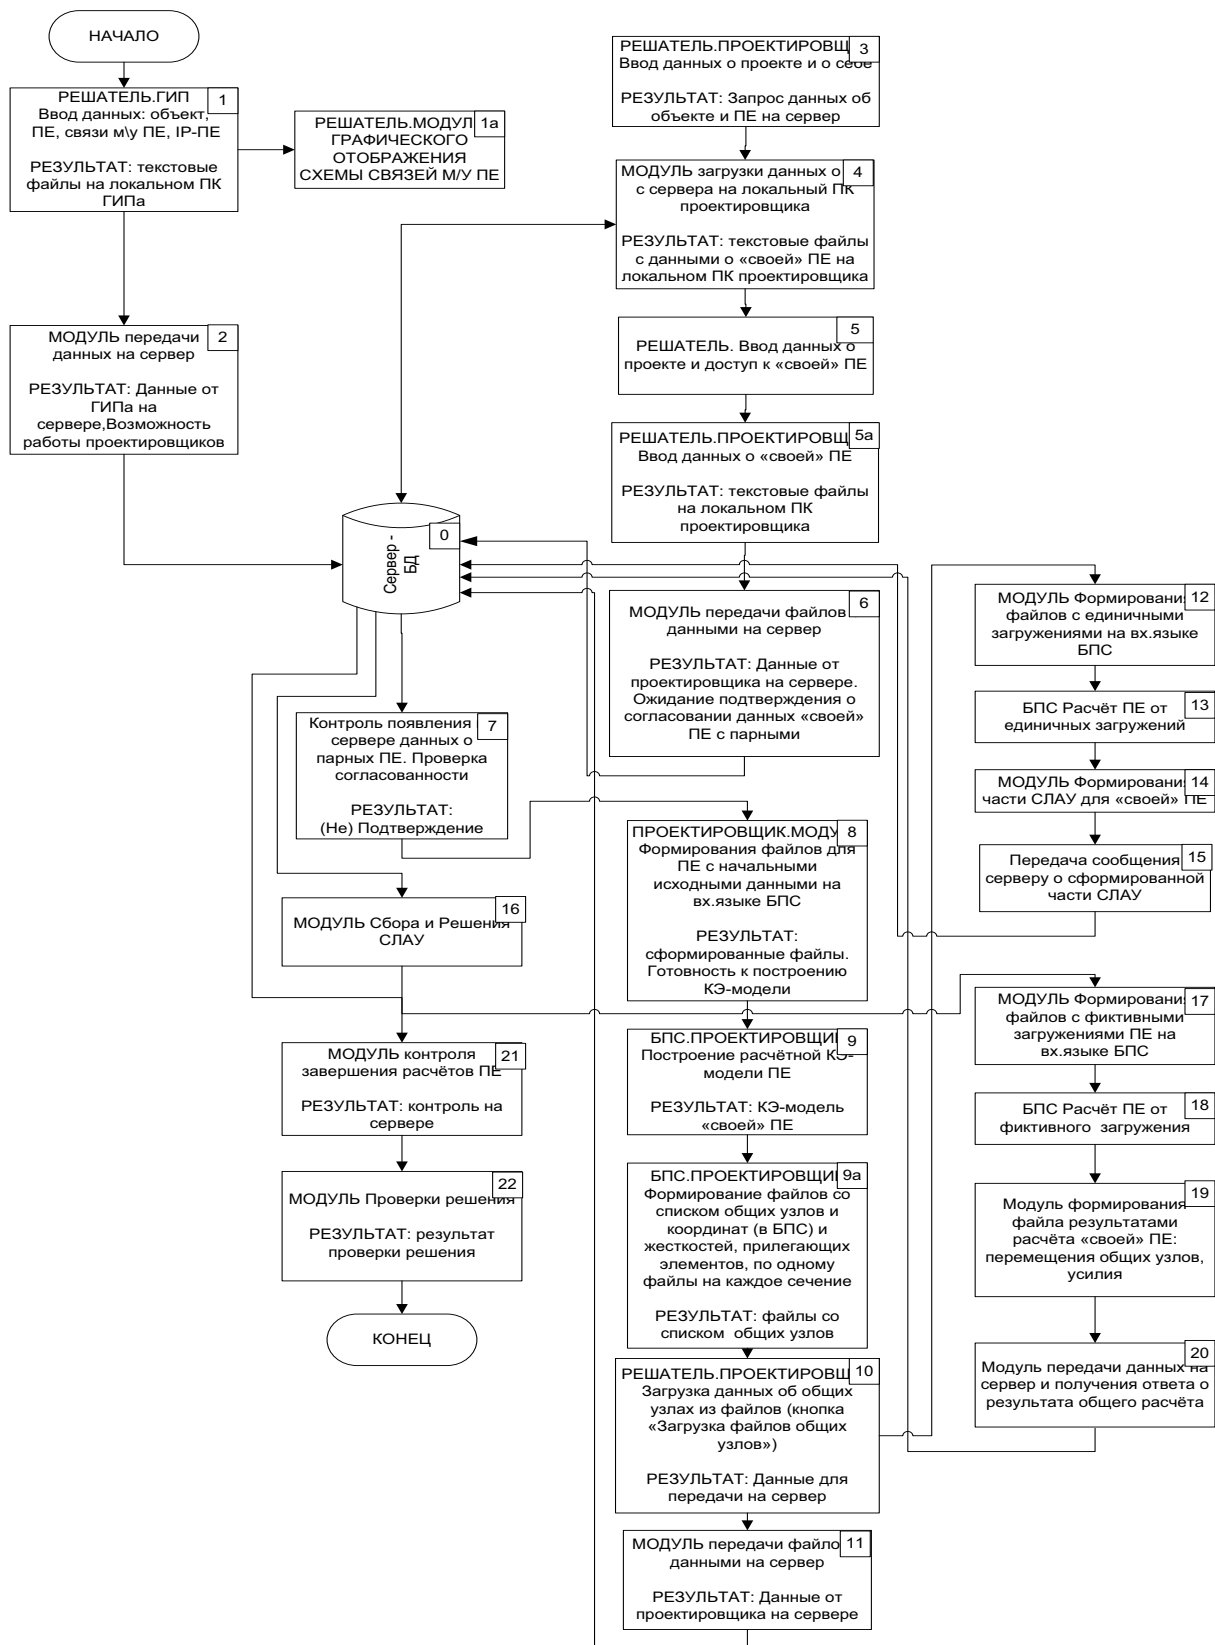 НАЧАЛО
1
РЕШАТЕЛЬ.ГИП
Ввод данных: объект,
ПЕ, связи м\у ПЕ, IP-ПЕ
РЕЗУЛЬТАТ: текстовые
файлы на локальном ПК
ГИПа
1а
РЕШАТЕЛЬ.МОДУЛ
ГРАФИЧЕСКОГО
ОТОБРАЖЕНИЯ
СХЕМЫ СВЯЗЕЙ М/У ПЕ
2
МОДУЛЬ передачи
данных на сервер
РЕЗУЛЬТАТ: Данные от
ГИПа на
сервере,Возможность
работы проектировщиков
3
РЕШАТЕЛЬ.ПРОЕКТИРОВЩ
Ввод данных о проекте и о себе
РЕЗУЛЬТАТ: Запрос данных об
объекте и ПЕ на сервер
4
МОДУЛЬ загрузки данных о
с сервера на локальный ПК
проектировщика
РЕЗУЛЬТАТ: текстовые файлы
с данными о «своей» ПЕ на
локальном ПК проектировщика
5
РЕШАТЕЛЬ. Ввод данных о
проекте и доступ к «своей» ПЕ
5а
РЕШАТЕЛЬ.ПРОЕКТИРОВЩ
Ввод данных о «своей» ПЕ
РЕЗУЛЬТАТ: текстовые файлы
на локальном ПК
проектировщика
0
Сервер -
БД
6
МОДУЛЬ передачи файлов
данными на сервер
РЕЗУЛЬТАТ: Данные от
проектировщика на сервере.
Ожидание подтверждения о
согласовании данных «своей»
ПЕ с парными
7
Контроль появления
сервере данных о
парных ПЕ. Проверка
согласованности
РЕЗУЛЬТАТ:
(Не) Подтверждение
8
ПРОЕКТИРОВЩИК.МОДУ
Формирования файлов для
ПЕ с начальными
исходными данными на
вх.языке БПС
РЕЗУЛЬТАТ:
сформированные файлы.
Готовность к построению
КЭ-модели
9
БПС.ПРОЕКТИРОВЩИК
Построение расчётной КЭ-
модели ПЕ
РЕЗУЛЬТАТ: КЭ-модель
«своей» ПЕ
9а
БПС.ПРОЕКТИРОВЩИК
Формирование файлов со
списком общих узлов и
координат (в БПС) и
жесткостей, прилегающих
элементов, по одному
файлы на каждое сечение
РЕЗУЛЬТАТ: файлы со
списком общих узлов
10
РЕШАТЕЛЬ.ПРОЕКТИРОВЩ
Загрузка данных об общих
узлах из файлов (кнопка
«Загрузка файлов общих
узлов»)
РЕЗУЛЬТАТ: Данные для
передачи на сервер
11
МОДУЛЬ передачи файло
данными на сервер
РЕЗУЛЬТАТ: Данные от
проектировщика на сервере
12
МОДУЛЬ Формирования
файлов с единичными
загружениями на вх.языке
БПС
13
БПС Расчёт ПЕ от
единичных загружений
14
МОДУЛЬ Формирования
части СЛАУ для «своей» ПЕ
15
Передача сообщения
серверу о сформированной
части СЛАУ
16
МОДУЛЬ Сбора и Решения
СЛАУ
17
МОДУЛЬ Формирования
файлов с фиктивными
загружениями ПЕ на
вх.языке БПС
18
БПС Расчёт ПЕ от
фиктивного загружения
19
Модуль формирования
файла результатами
расчёта «своей» ПЕ:
перемещения общих узлов,
усилия
20
Модуль передачи данных на
сервер и получения ответа о
результата общего расчёта
21
МОДУЛЬ контроля
завершения расчётов ПЕ
РЕЗУЛЬТАТ: контроль на
сервере
22
МОДУЛЬ Проверки решения
РЕЗУЛЬТАТ: результат
проверки решения
КОНЕЦ